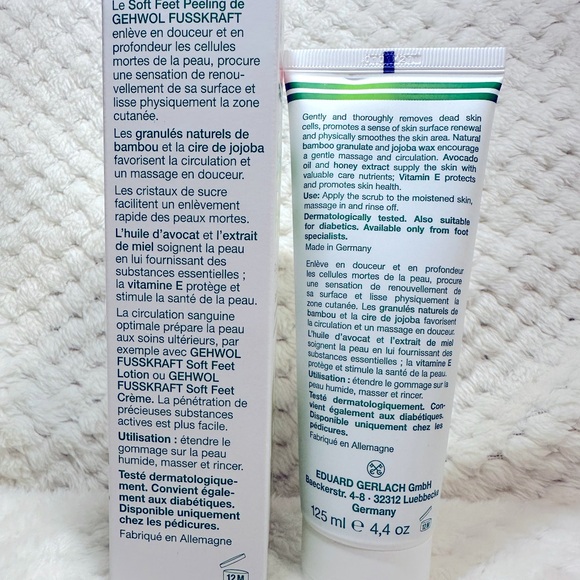 Le Soft Feet Peeling de
GEHWOL FUSSKRAFT
enlève en douceur et en
profondeur les cellules
mortes de la peau, procure
une sensation de renou-
vellement de sa surface et
lisse physiquement la zone
cutanée.
Les granulés naturels de
bambou et la cire de jojoba
favorisent la circulation et
un massage en douceur.
Les cristaux de sucre
facilitent un enlèvement
rapide des peaux mortes.
L'huile d'avocat et l'extrait
de miel soignent la peau
en lui fournissant des
substances essentielles ;
la vitamine E protège et
stimule la santé de la peau.
La circulation sanguine
optimale prépare la peau
aux soins ultérieurs, par
exemple avec GEHWOL
FUSSKRAFT Soft Feet
Lotion ou GEHWOL
FUSSKRAFT Soft Feet
Crème. La pénétration de
précieuses substances
actives est plus facile.
Utilisation : étendre le
gommage sur la peau
humide, masser et rincer.
Testé dermatologique-
ment. Convient égale-
ment aux diabétiques.
Disponible uniquement
chez les pédicures.
Fabriqué en Allemagne
12 M
Gently and thoroughly removes dead skin
cells, promotes a sense of skin surface renewal
and physically smoothes the skin area. Natural
bamboo granulate and jojoba wax encourage
a gentle massage and circulation. Avocado
oil and honey extract supply the skin with
valuable care nutrients; Vitamin E protects
and promotes skin health.
Use: Apply the scrub to the moistened skin,
massage in and rinse off.
Dermatologically tested. Also suitable
for diabetics. Available only from foot
specialists.
Made in Germany
Enlève en douceur et en profondeur
les cellules mortes de la peau, procure
une sensation de renouvellement de
sa surface et lisse physiquement la
zone cutanée. Les granulés naturels de
bambou et la cire de jojoba favorisent
la circulation et un massage en douceur.
L'huile d'avocat et l'extrait de miel
soignent la peau en lui fournissant des
substances essentielles ; la vitamine E
protège et stimule la santé de la peau.
Utilisation : étendre le gommage sur la
peau humide, masser et rincer.
Testé dermatologiquement. Con-
vient également aux diabétiques.
Disponible uniquement chez les
pédicures.
Fabriqué en Allemagne
EDUARD GERLACH GmbH
Baeckerstr. 4-8 · 32312 Luebbecke
Germany
125 ml e 4,4 oz
12 M